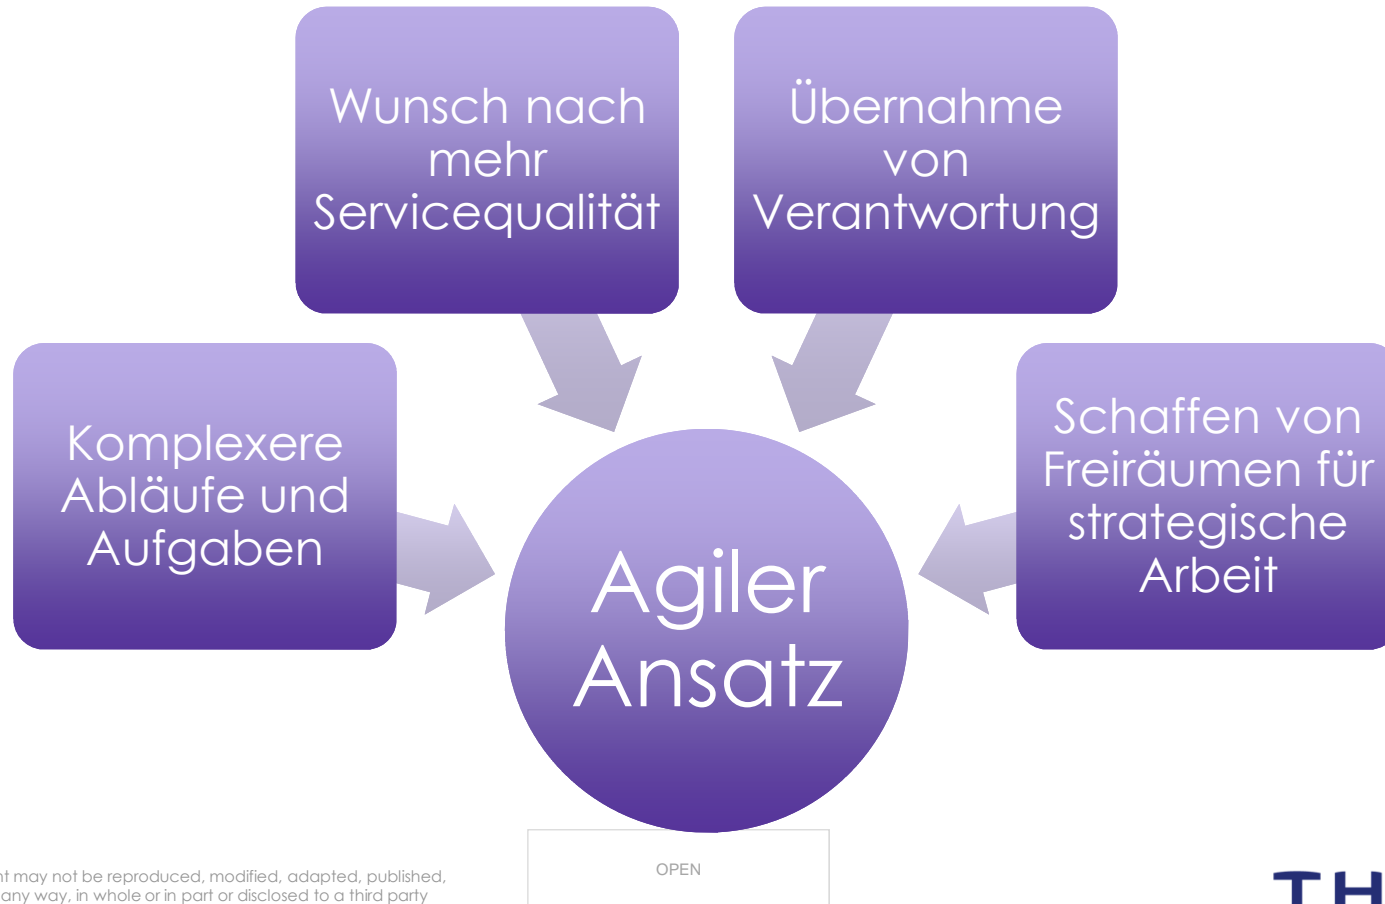 Wunsch nach
mehr
Servicequalität
Übernahme
von
Verantwortung
Komplexere
Abläufe und
Aufgaben
Schaffen von
Freiräumen für
strategische
Arbeit
Agiler
Ansatz
may not be reproduced, modified, adapted, published,
any way, in whole or in part or disclosed to a third party
OPEN